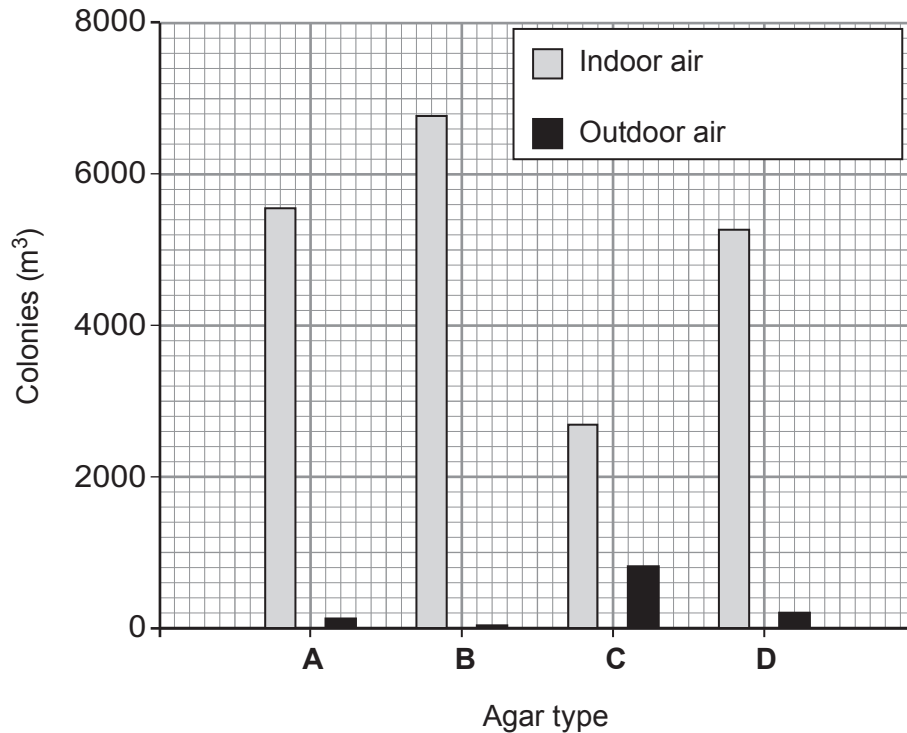 8000
6000
4000
2000
0
Colonies (m³)
Indoor air
Outdoor air
A B C D
Agar type